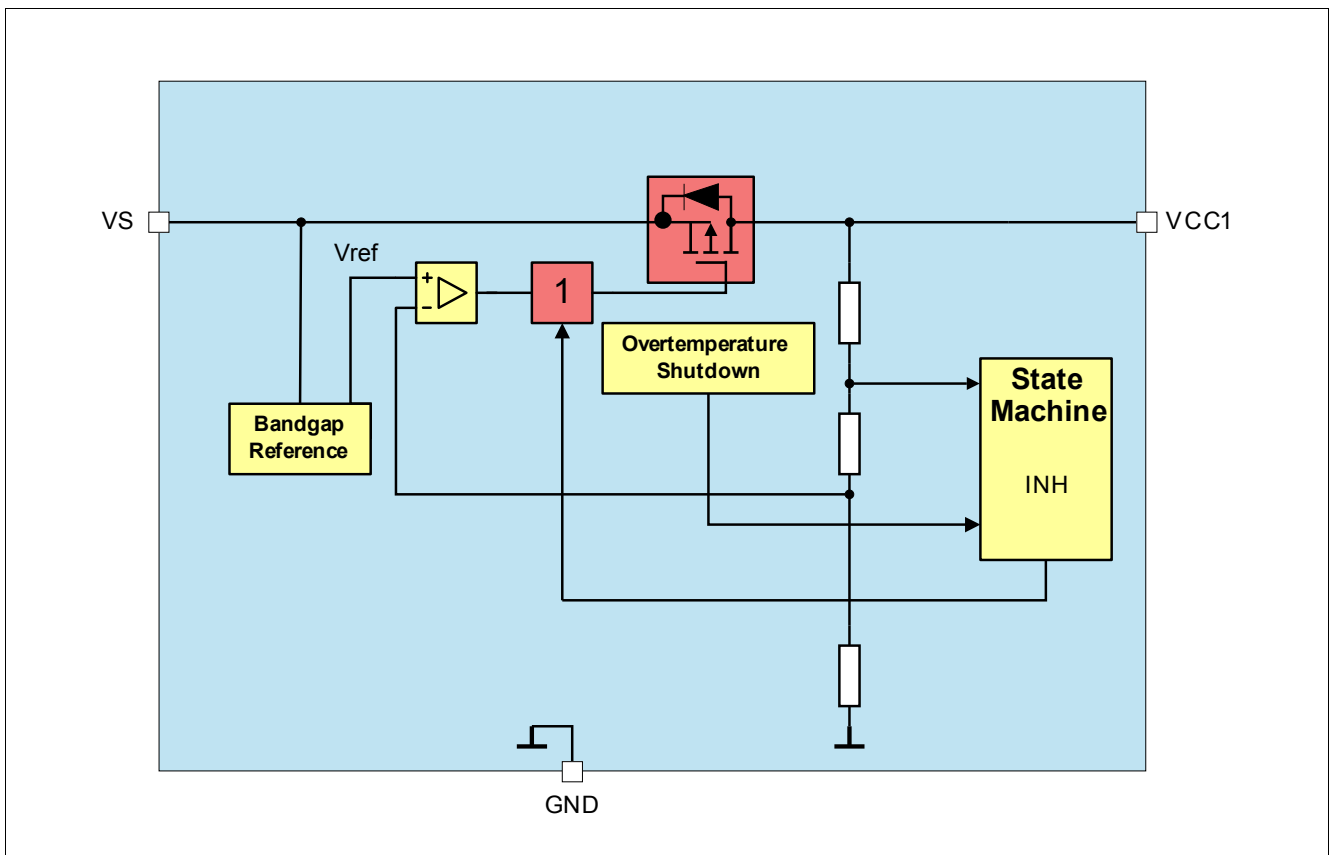 VS
VCC1
Vref
+
-
1
Overtemperature
Shutdown
State
Machine
INH
Bandgap
Reference
GND